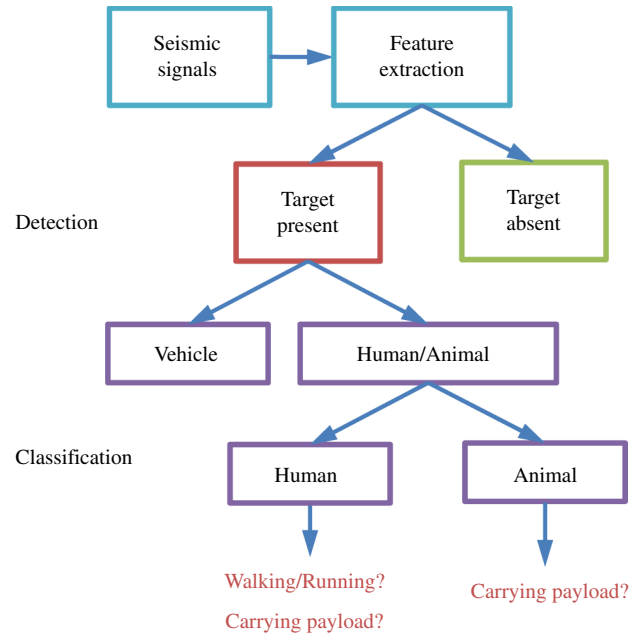 Seismic
signals
Feature
extraction
Detection
Target
present
Target
absent
Vehicle
Human/Animal
Classification
Human
Animal
Walking/Running?
Carrying payload?
Carrying payload?